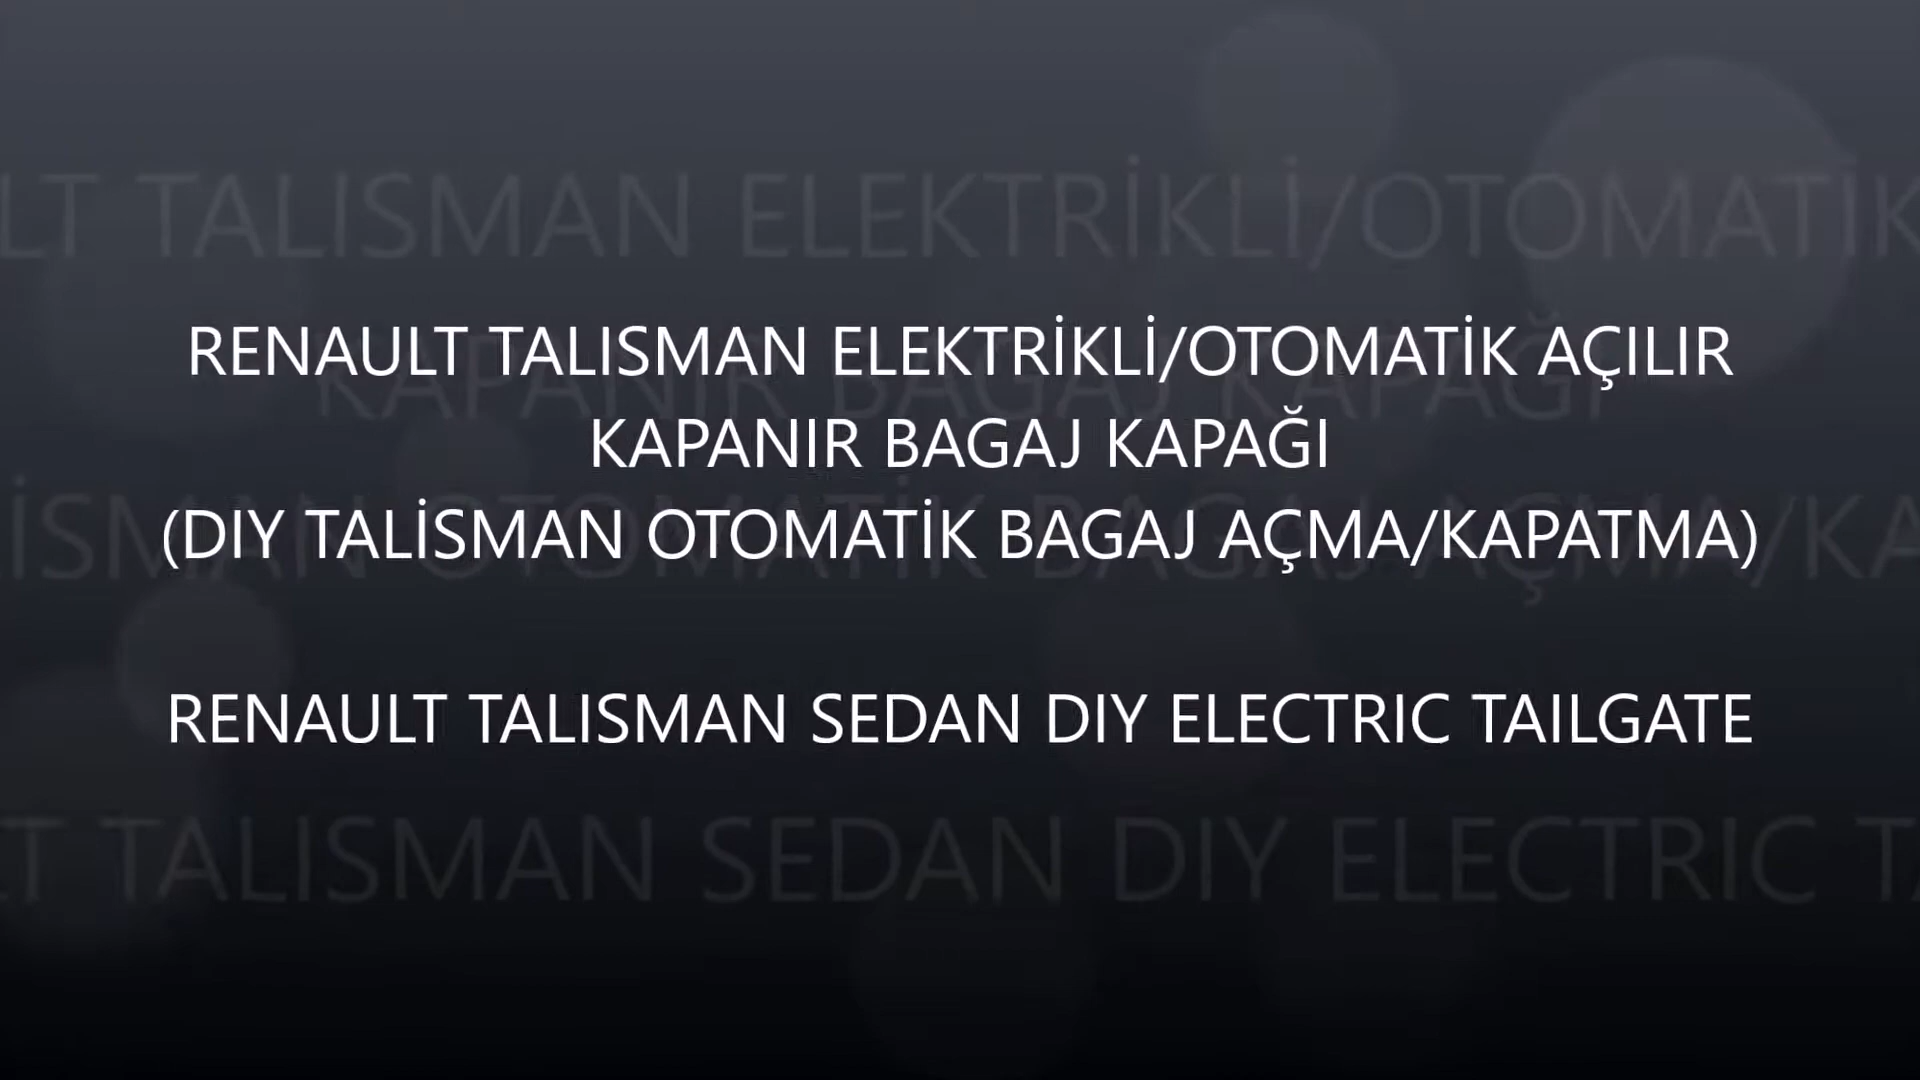 RENAULT TALISMAN ELEKTRİKLİ/OTOMATİK AÇILIR
KAPANIR BAGAJ KAPAĞI
(DIY TALİSMAN OTOMATİK BAGAJ AÇMA/KAPATMA)
RENAULT TALISMAN SEDAN DIY ELECTRIC TAILGATE